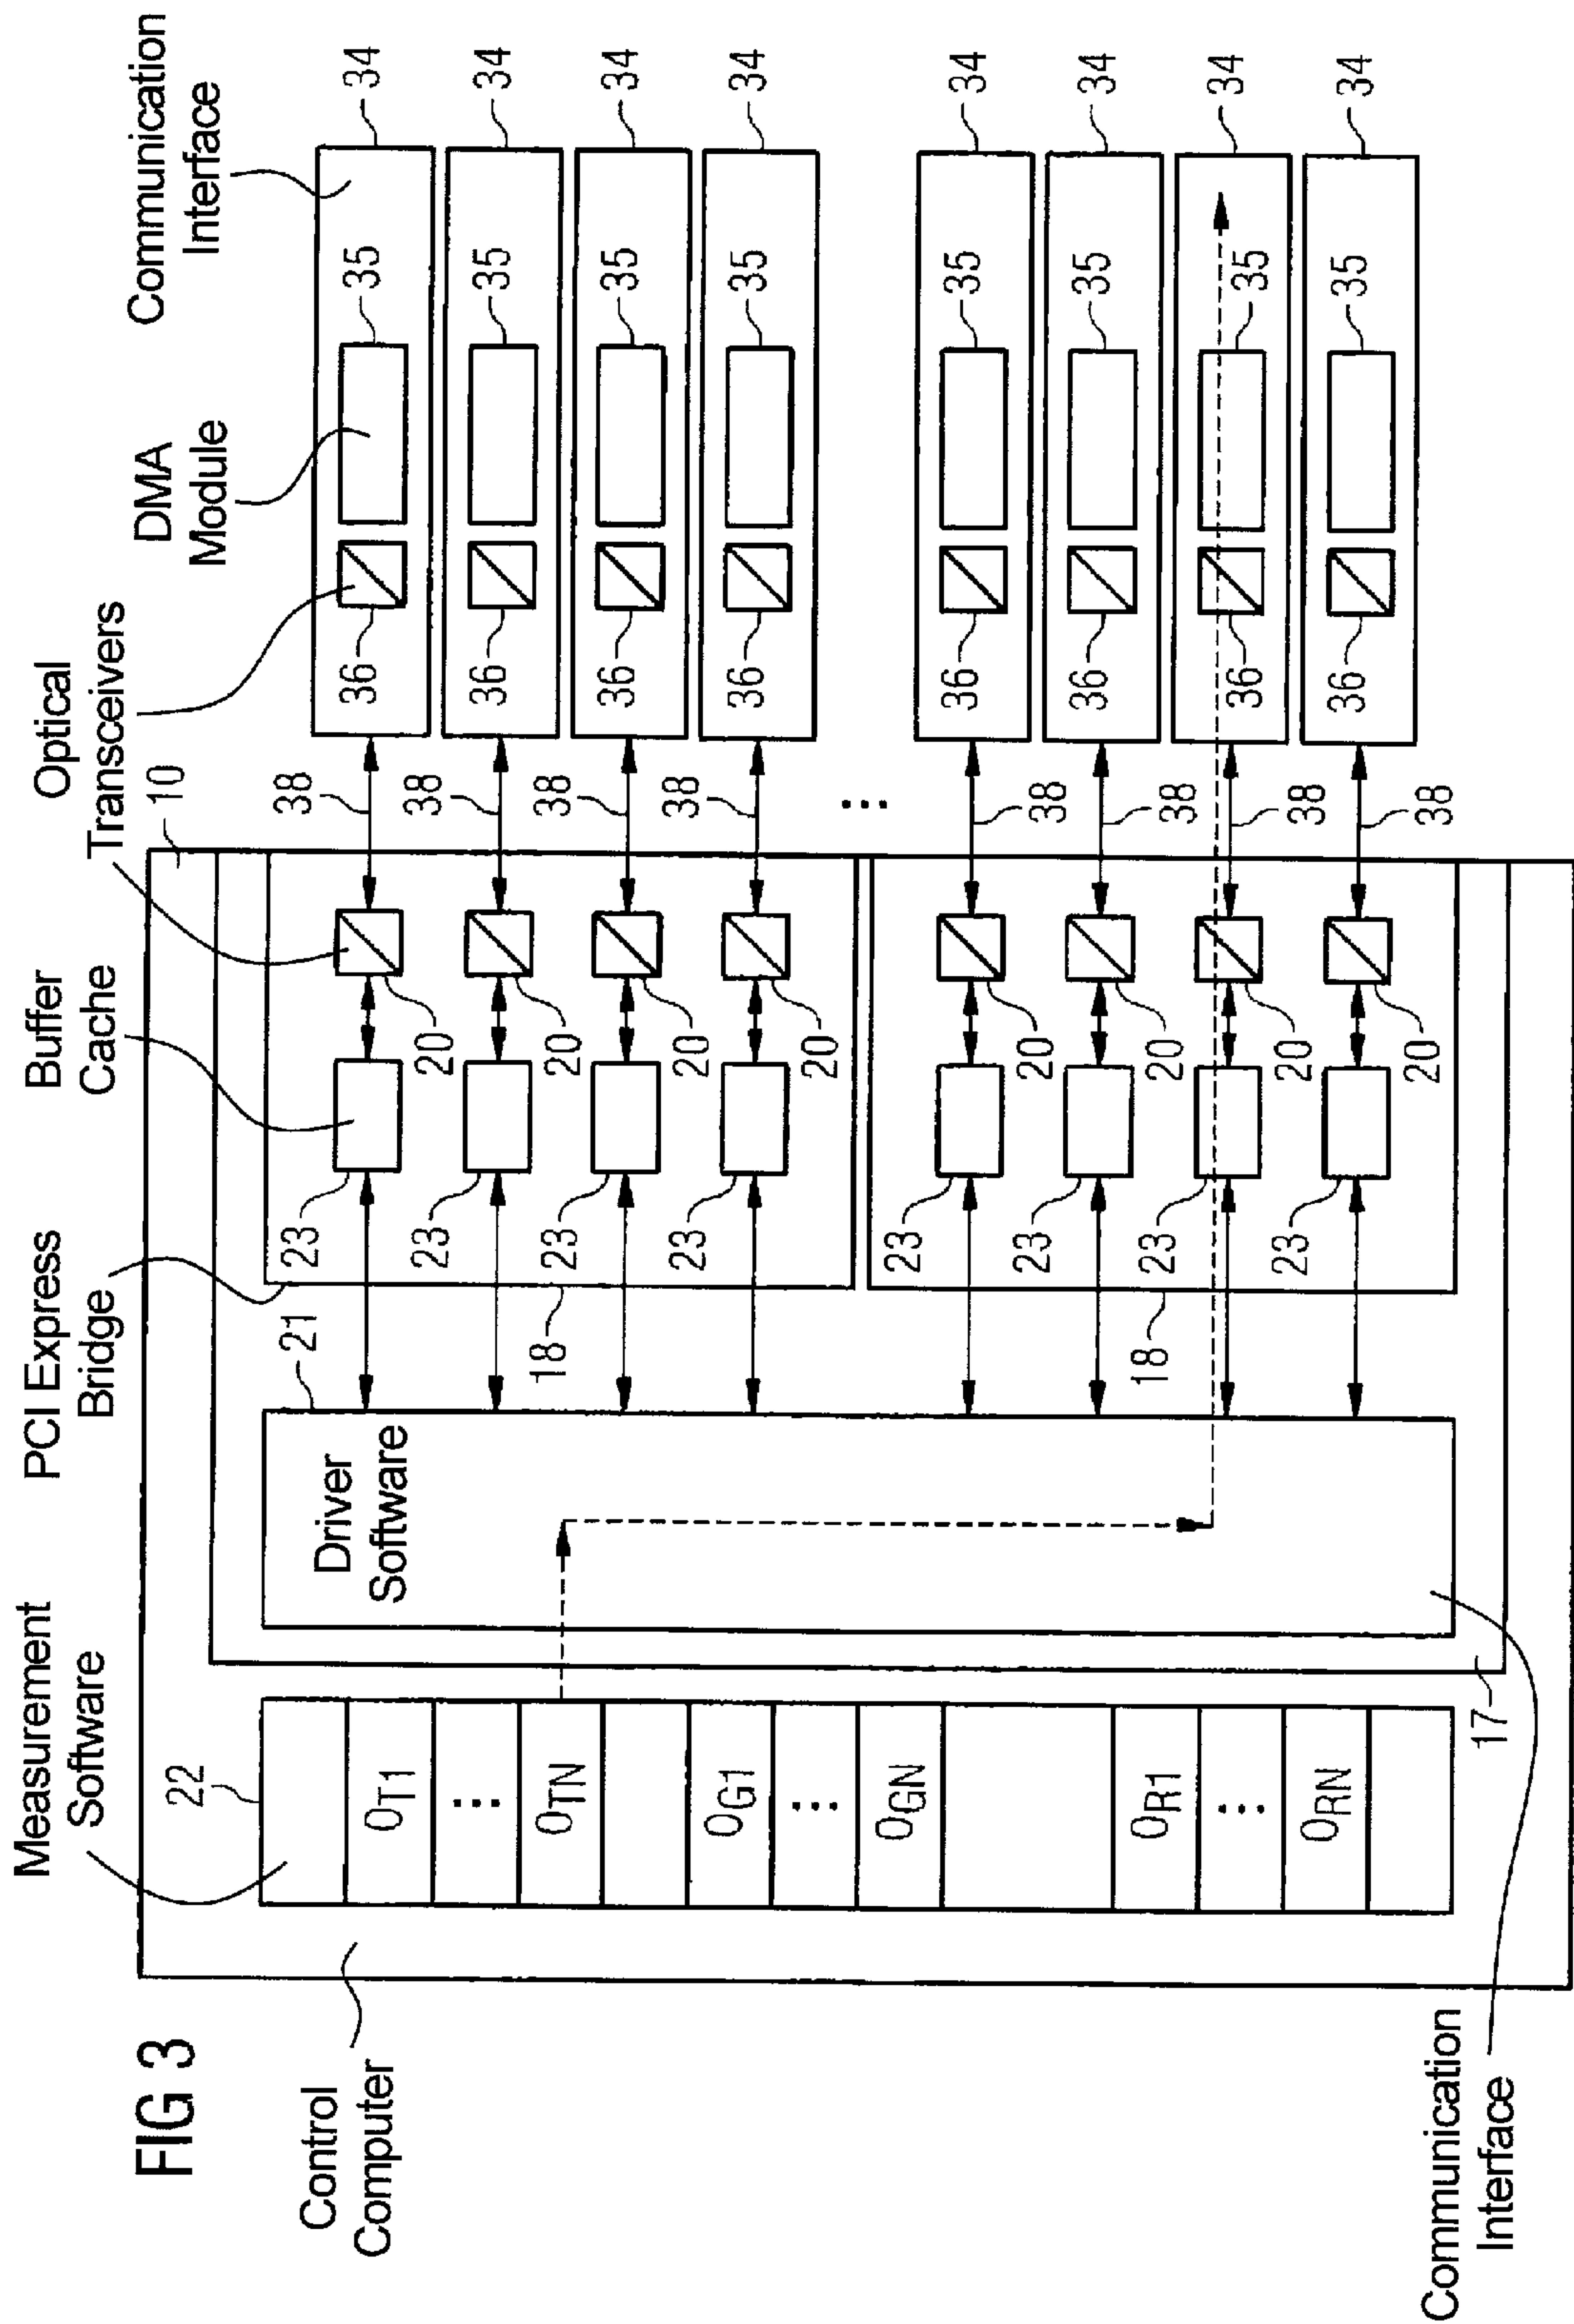 FIG 3
Control
Computer
Measurement
Software
PCI Express
Bridge
Buffer
Cache
Optical
Transceivers
DMA
Module
Communication
Interface
22
21
10
Driver
Software
O_T1
...
O_TN
O_G1
...
O_GN
O_R1
...
O_RN
23
20
38
36
35
34
23
20
38
36
35
34
23
20
38
36
35
34
23
20
38
36
35
34
18
...
23
20
38
36
35
34
23
20
38
36
35
34
23
20
38
36
35
34
23
20
38
36
35
34
18
17
Communication
Interface